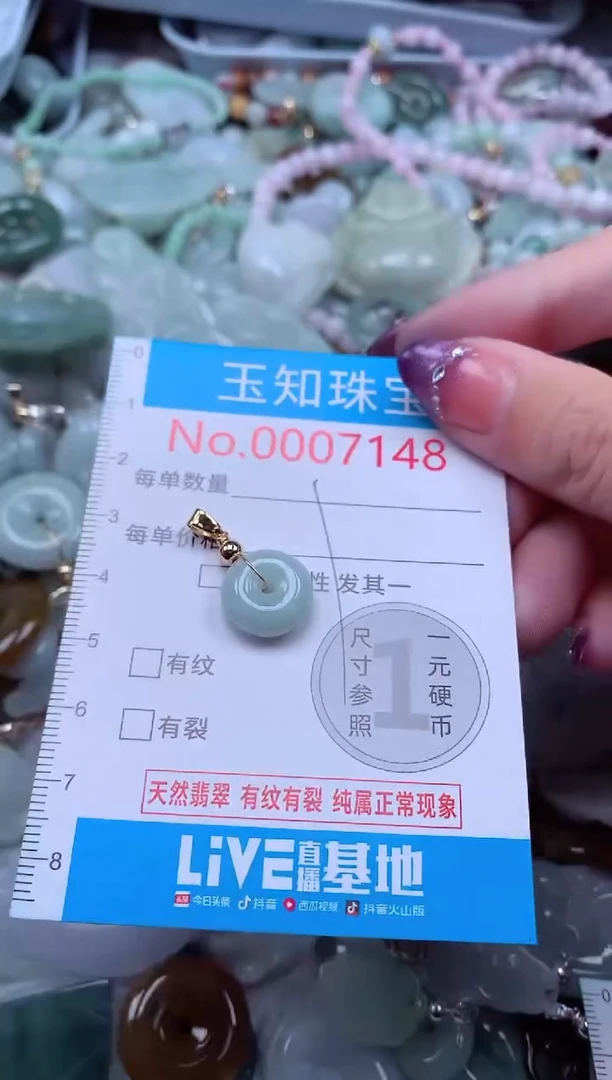 0
玉知珠宝
1
No.0007148
2
每单数量
3
每单价格
4
性 发其一
尺寸参照
1
一元硬币
5
有纹
6
有裂
7
天然翡翠 有纹有裂 纯属正常现象
8
LiVE直播基地
头条 今日头条 抖音 西瓜视频 抖音火山版
0